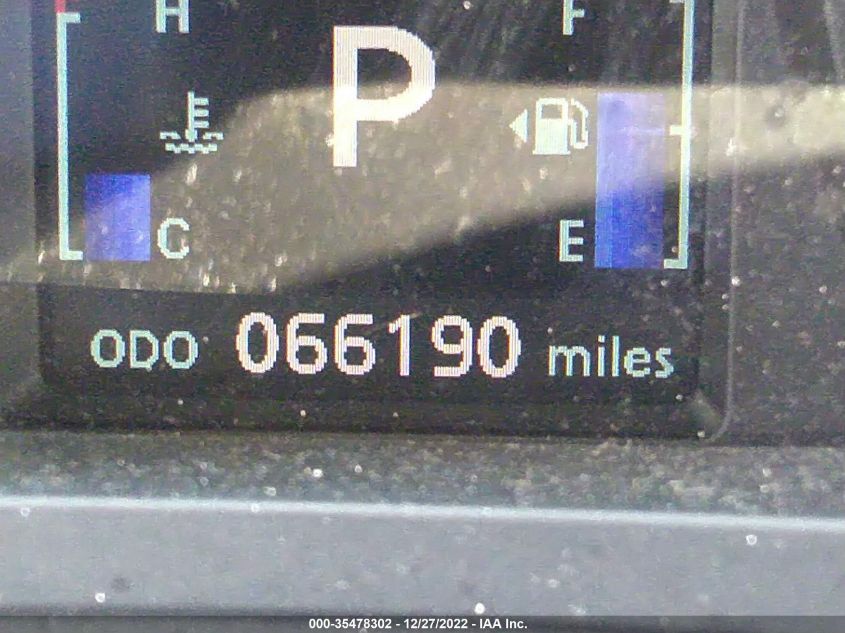 H F
P
C E
ODO 066190 miles
000-35478302 - 12/27/2022 - IAA Inc.